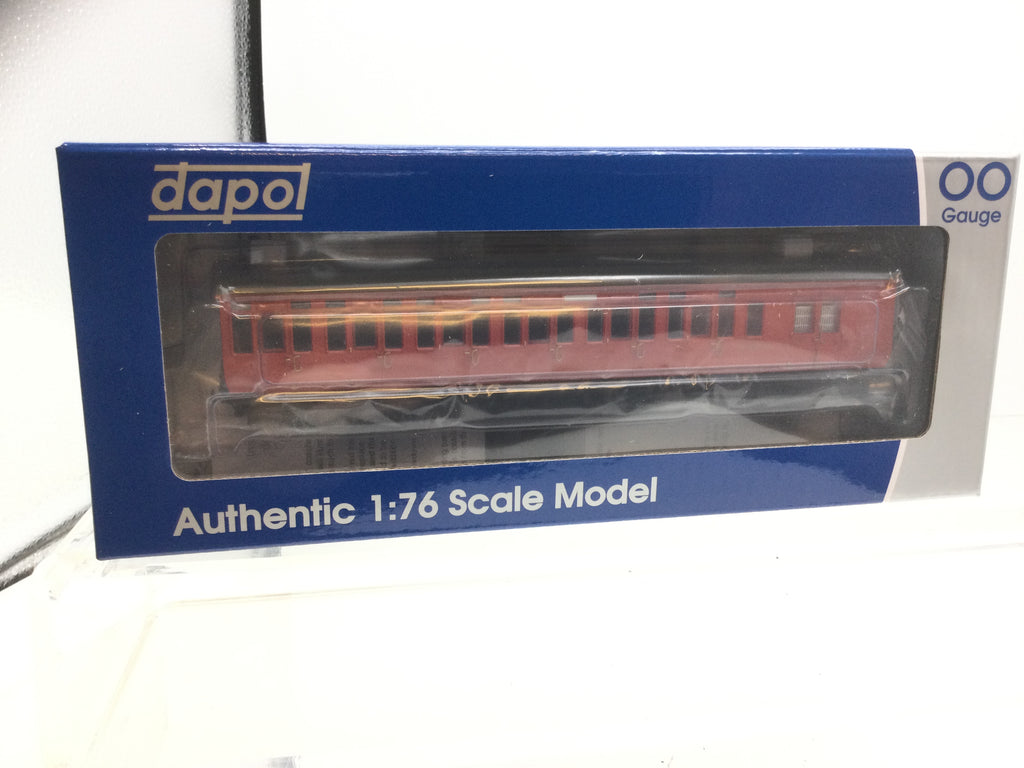 dapol
OO
Gauge
Authentic 1:76 Scale Model